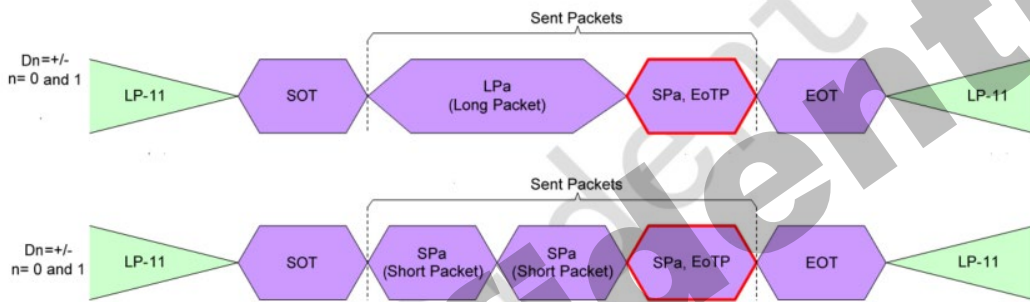 Sent Packets
Dn=+/-
n= 0 and 1
LP-11
SOT
LPa
(Long Packet)
SPa, EoTP
EOT
LP-11
Sent Packets
Dn=+/-
n= 0 and 1
LP-11
SOT
SPa
(Short Packet)
SPa
(Short Packet)
SPa, EoTP
EOT
LP-11